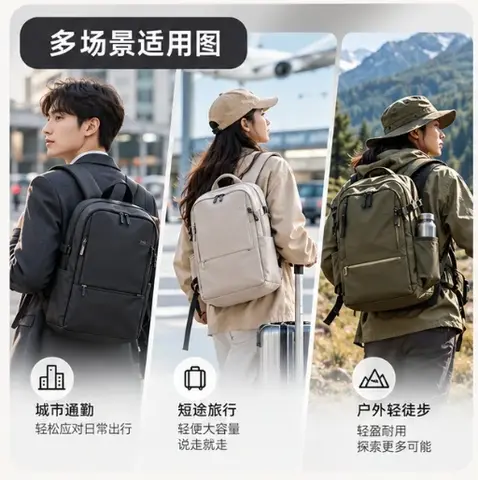 多场景适用图
城市通勤
轻松应对日常出行
短途旅行
轻便大容量
说走就走
户外轻徒步
轻盈耐用
探索更多可能